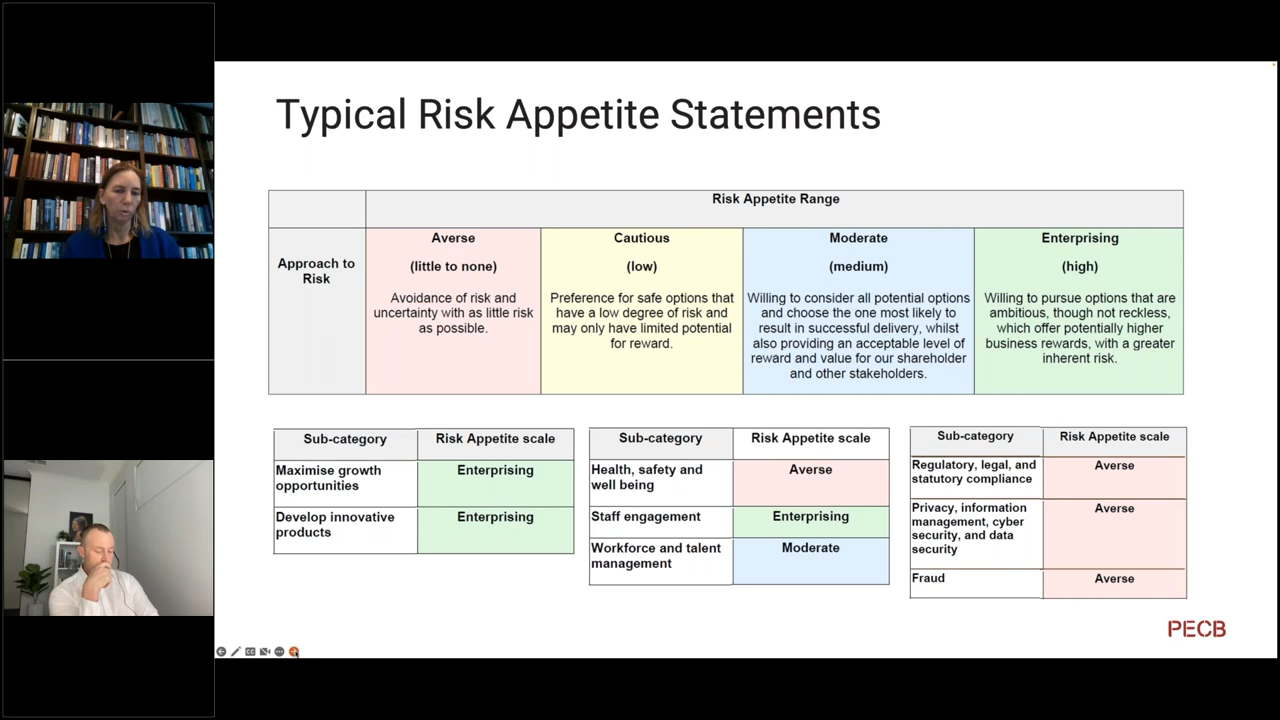 Typical Risk Appetite Statements
Risk Appetite Range
Approach to
Risk
Averse
(little to none)
Avoidance of risk and
uncertainty with as little risk
as possible.
Cautious
(low)
Preference for safe options that
have a low degree of risk and
may only have limited potential
for reward.
Moderate
(medium)
Willing to consider all potential options
and choose the one most likely to
result in successful delivery, whilst
also providing an acceptable level of
reward and value for our shareholder
and other stakeholders.
Enterprising
(high)
Willing to pursue options that are
ambitious, though not reckless,
which offer potentially higher
business rewards, with a greater
inherent risk.
Sub-category
Risk Appetite scale
Maximise growth
opportunities
Enterprising
Develop innovative
products
Enterprising
Sub-category
Risk Appetite scale
Health, safety and
well being
Averse
Staff engagement
Enterprising
Workforce and talent
management
Moderate
Sub-category
Risk Appetite scale
Regulatory, legal, and
statutory compliance
Averse
Privacy, information
management, cyber
security, and data
security
Averse
Fraud
Averse
PECB